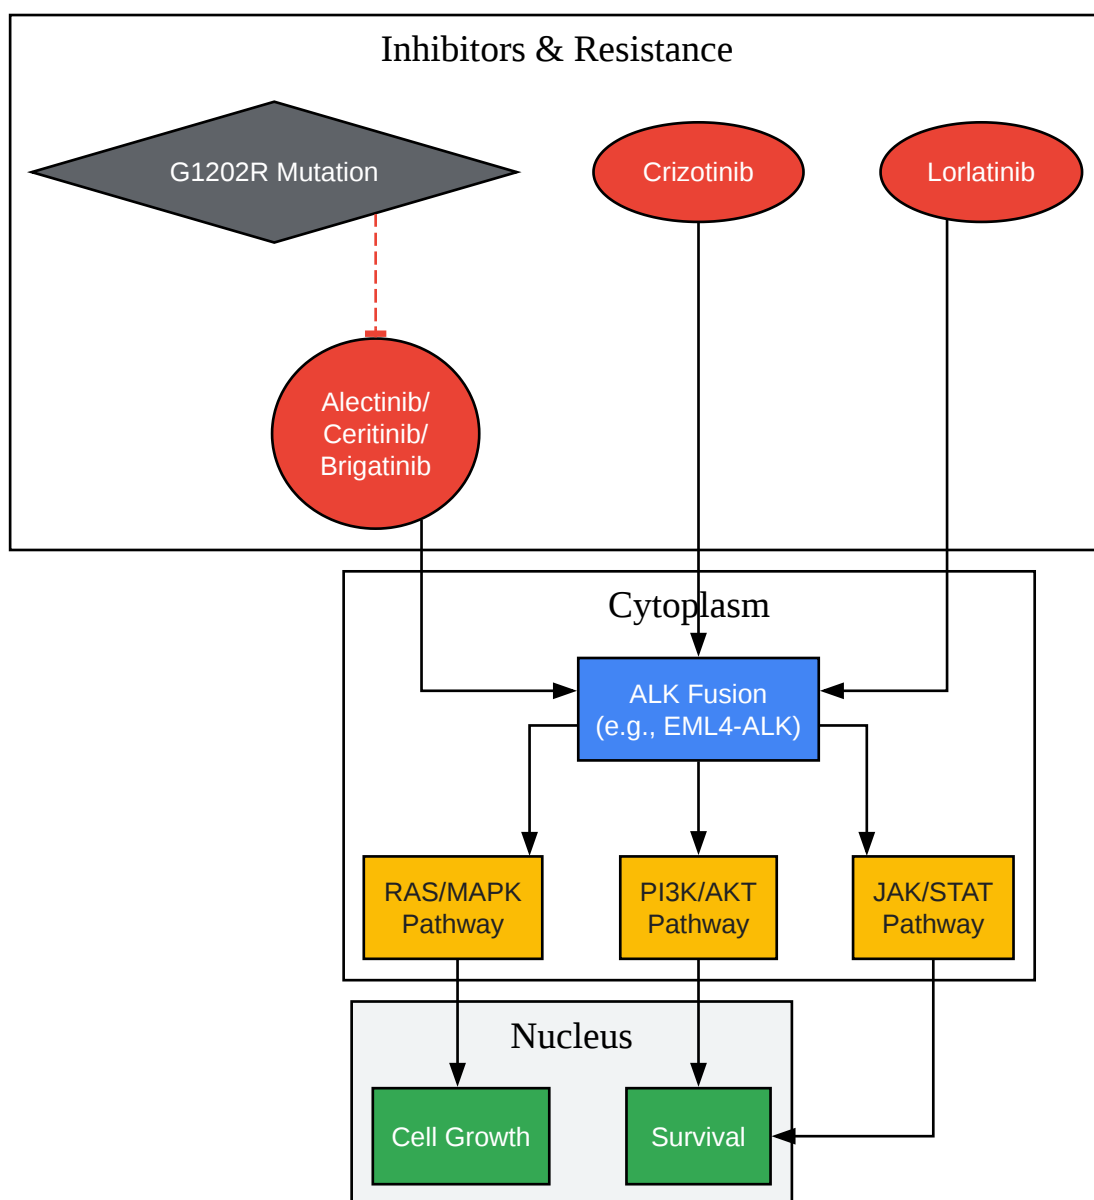 Inhibitors & Resistance
G1202R Mutation
Crizotinib
Lorlatinib
Alectinib/
Ceritinib/
Brigatinib
Cytoplasm
ALK Fusion
(e.g., EML4-ALK)
RAS/MAPK
Pathway
PI3K/AKT
Pathway
JAK/STAT
Pathway
Nucleus
Cell Growth
Survival